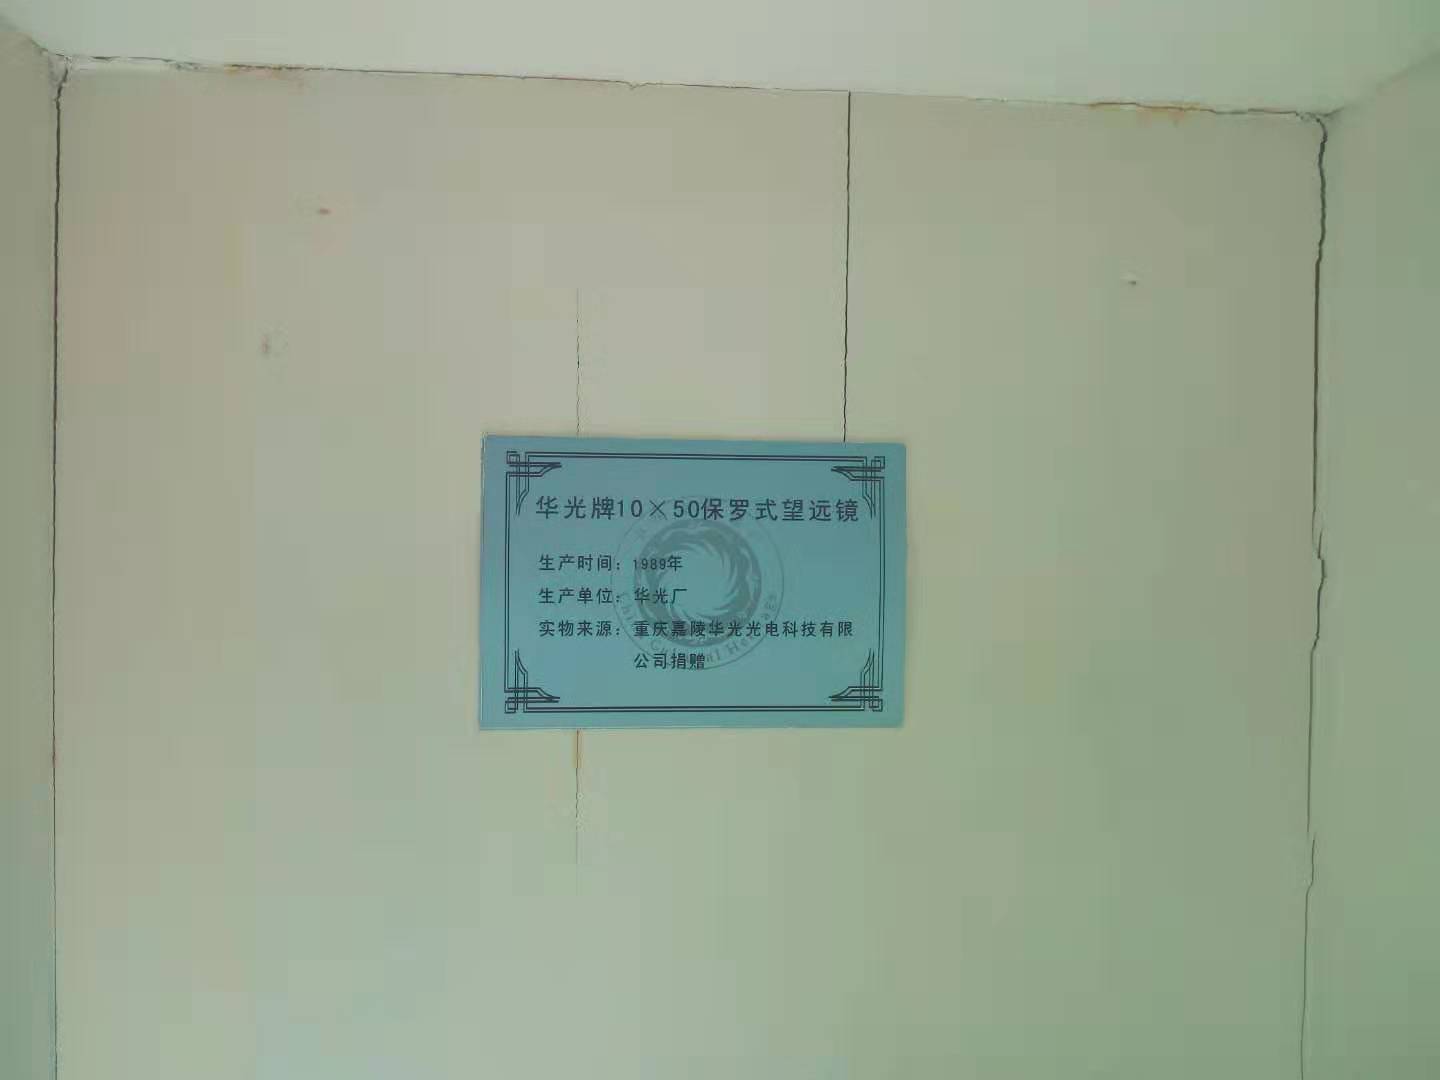 华光牌10×50保罗式望远镜
生产时间：1989年
生产单位：华光厂
实物来源：重庆嘉陵华光光电科技有限
公司捐赠